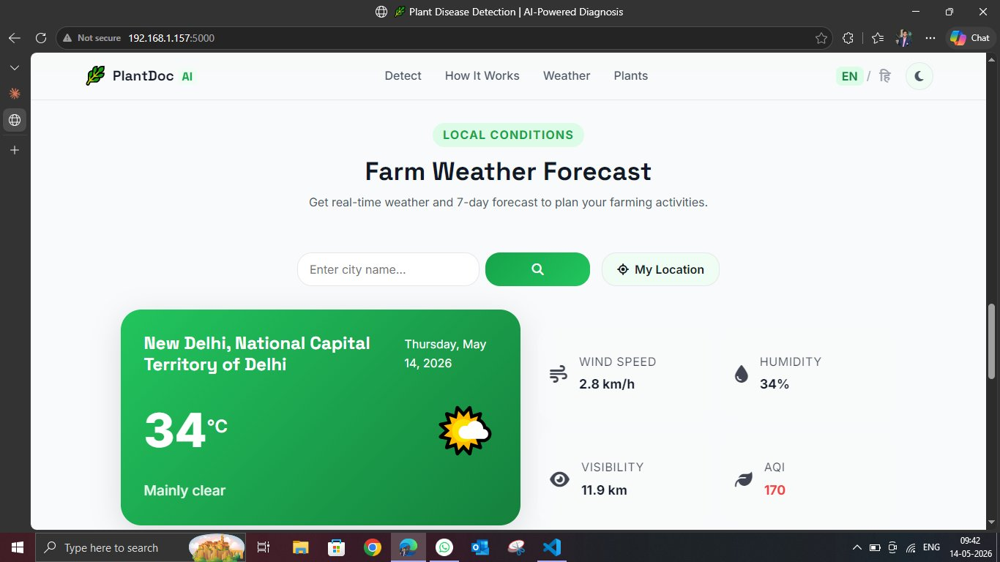 Plant Disease Detection | AI-Powered Diagnosis
Not secure 192.168.1.157:5000
Chat
PlantDoc AI
Detect How It Works Weather Plants
EN / हि
LOCAL CONDITIONS
Farm Weather Forecast
Get real-time weather and 7-day forecast to plan your farming activities.
Enter city name...
My Location
New Delhi, National Capital
Territory of Delhi
Thursday, May
14, 2026
34°C
Mainly clear
WIND SPEED
2.8 km/h
HUMIDITY
34%
VISIBILITY
11.9 km
AQI
170
Type here to search
ENG
09:42
14-05-2026